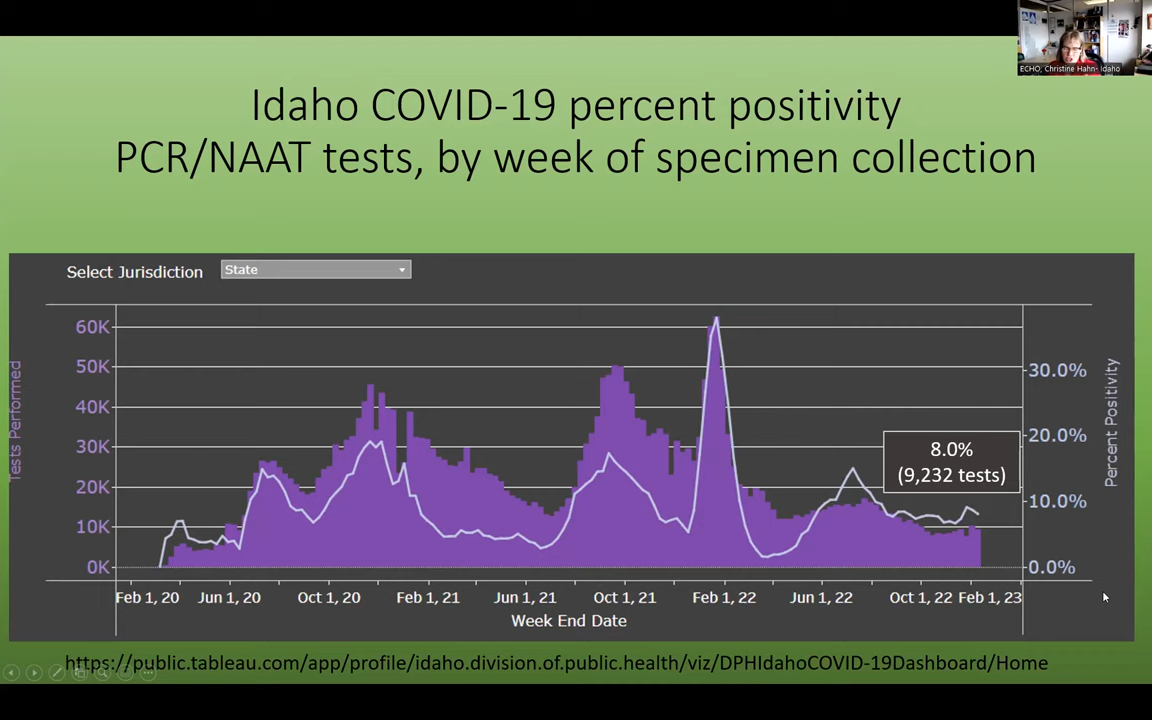 ECHO, Christine Hahn- Idaho
Idaho COVID-19 percent positivity
PCR/NAAT tests, by week of specimen collection
Select Jurisdiction State
Tests Performed
60K
50K
40K
30K
20K
10K
0K
30.0%
20.0%
10.0%
0.0%
Percent Positivity
8.0%
(9,232 tests)
Feb 1, 20 Jun 1, 20 Oct 1, 20 Feb 1, 21 Jun 1, 21 Oct 1, 21 Feb 1, 22 Jun 1, 22 Oct 1, 22 Feb 1, 23
Week End Date
https://public.tableau.com/app/profile/idaho.division.of.public.health/viz/DPHIdahoCOVID-19Dashboard/Home